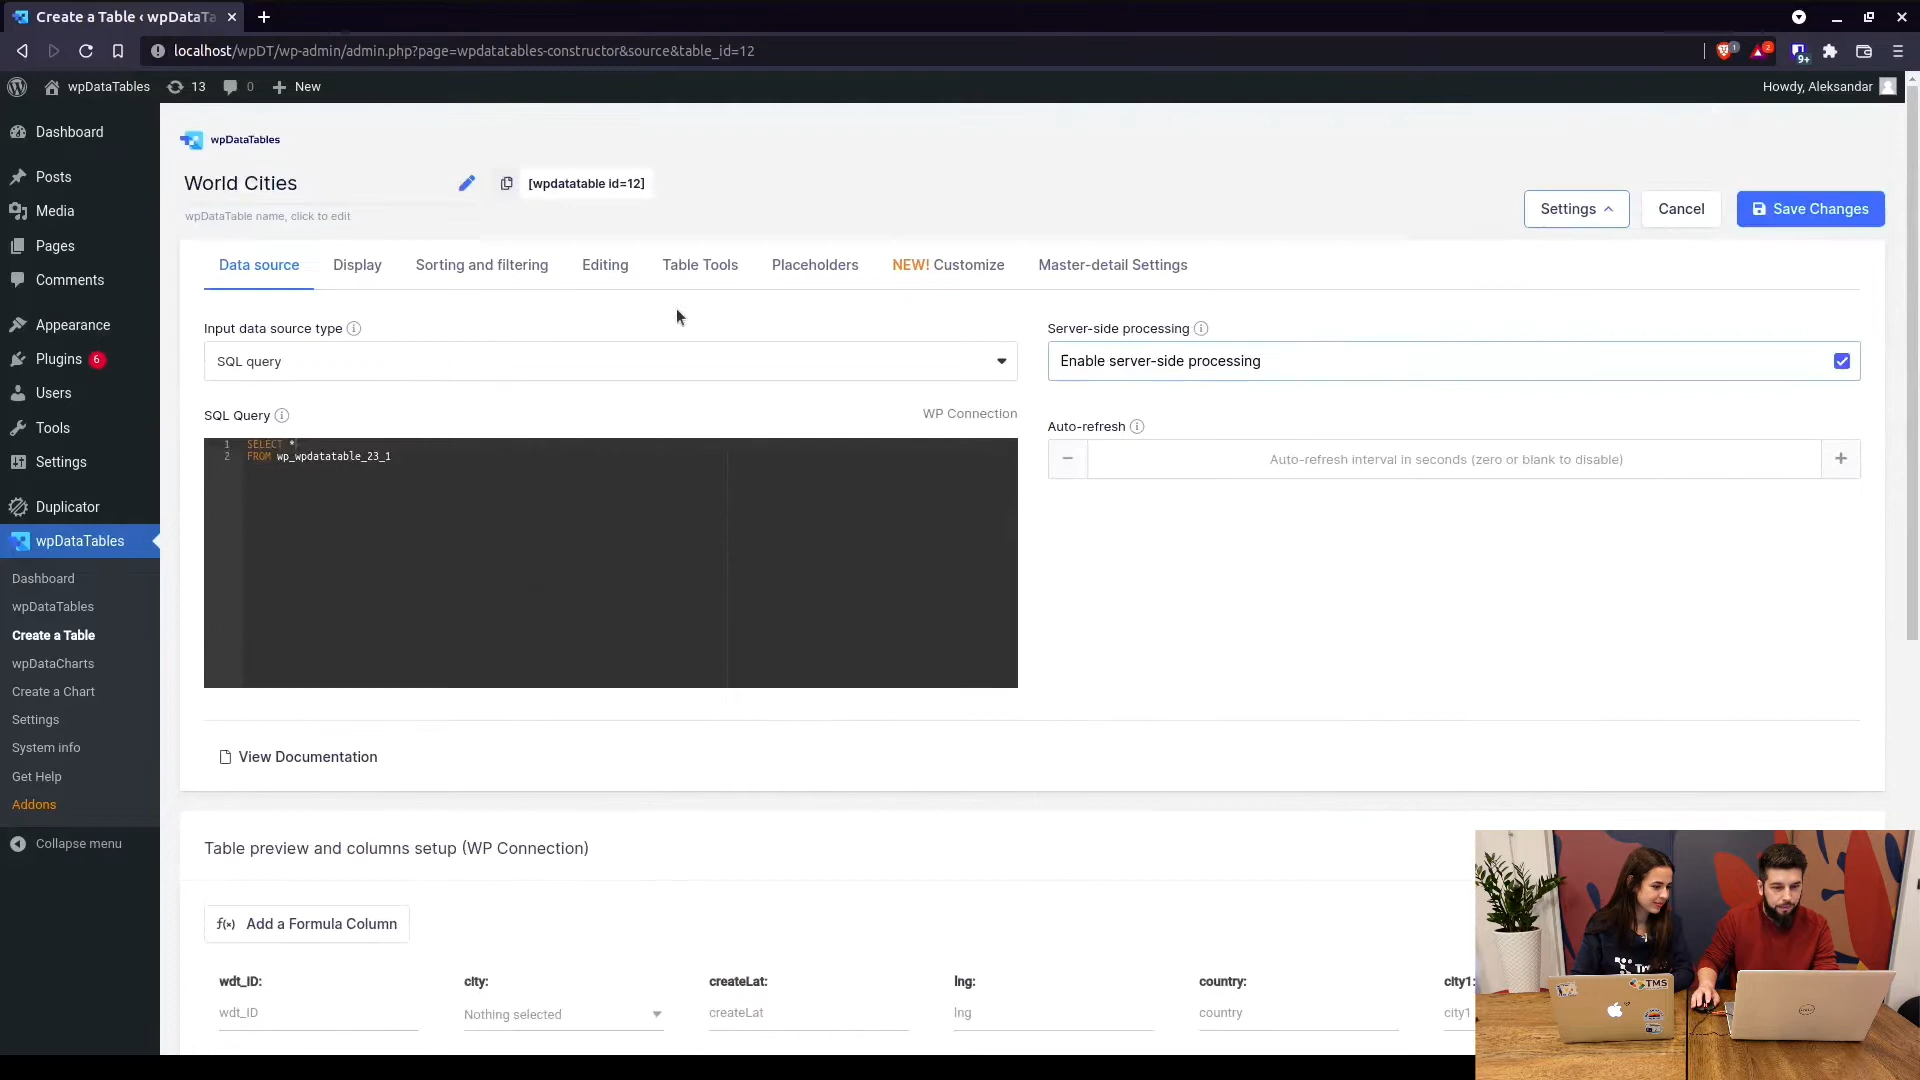 Create a Table ‹ wpDataTa
localhost/wpDT/wp-admin/admin.php?page=wpdatatables-constructor&source&table_id=12
1
2
9+
wpDataTables
13
0
New
Howdy, Aleksandar
Dashboard
Posts
Media
Pages
Comments
Appearance
Plugins 6
Users
Tools
Settings
Duplicator
wpDataTables
Dashboard
wpDataTables
Create a Table
wpDataCharts
Create a Chart
Settings
System info
Get Help
Addons
Collapse menu
wpDataTables
World Cities
[wpdatatable id=12]
wpDataTable name, click to edit
Settings
Cancel
Save Changes
Data source
Display
Sorting and filtering
Editing
Table Tools
Placeholders
NEW! Customize
Master-detail Settings
Input data source type
SQL query
Server-side processing
Enable server-side processing
SQL Query
WP Connection
1 SELECT *
2 FROM wp_wpdatatable_23_1
Auto-refresh
Auto-refresh interval in seconds (zero or blank to disable)
View Documentation
Table preview and columns setup (WP Connection)
f(x) Add a Formula Column
wdt_ID:
city:
createLat:
lng:
country:
city1:
wdt_ID
Nothing selected
createLat
lng
country
city1
TMS
DELL